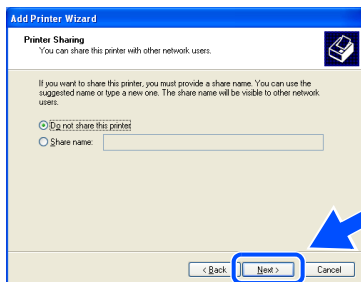 Add Printer Wizard
Printer Sharing
You can share this printer with other network users.
If you want to share this printer, you must provide a share name. You can use the
suggested name or type a new one. The share name will be visible to other network
users.
Do not share this printer
Share name:
< Back
Next >
Cancel